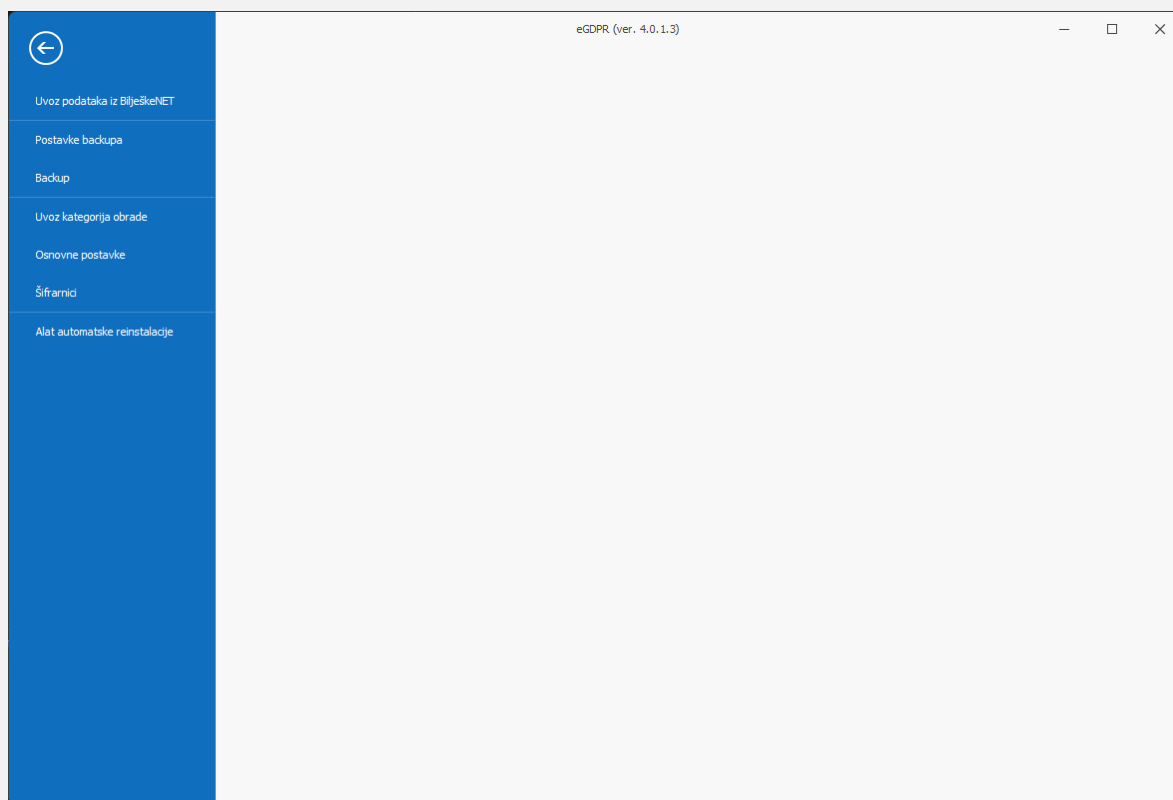 eGDPR (ver. 4.0.1.3)
Uvoz podataka iz BilješkeNET
Postavke backupa
Backup
Uvoz kategorija obrade
Osnovne postavke
Šifrarnici
Alat automatske reinstalacije